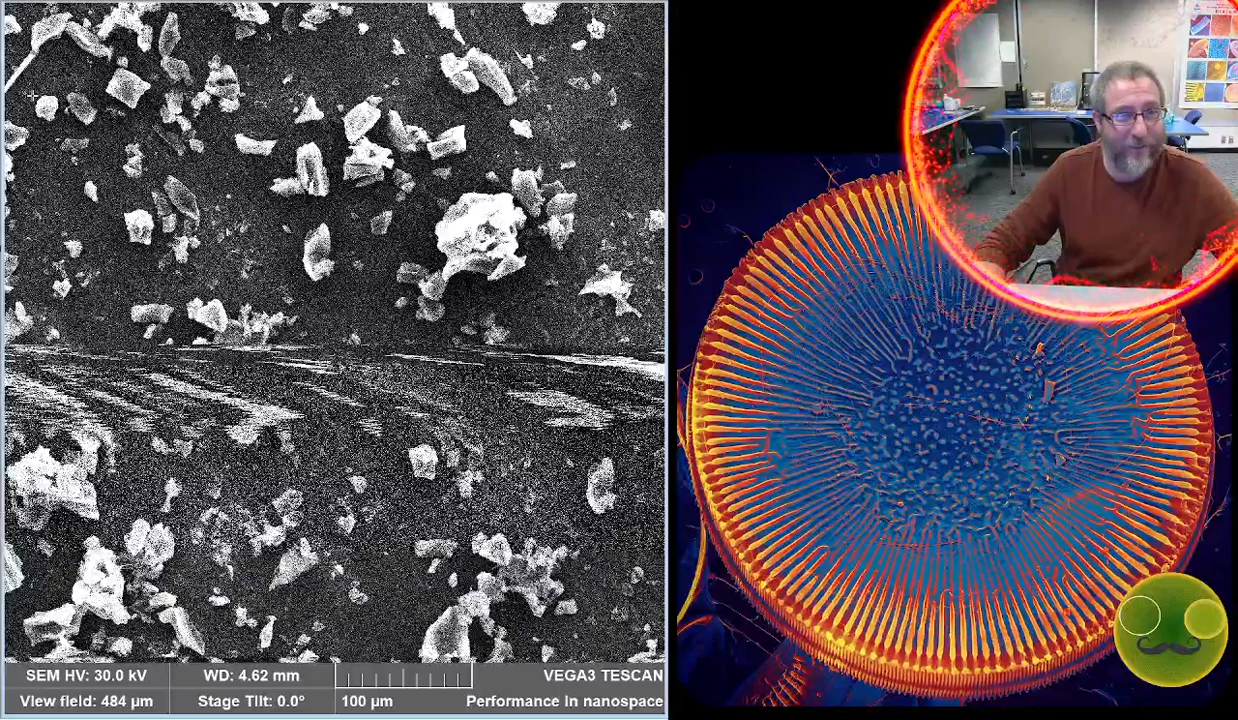 SEM HV: 30.0 kV WD: 4.62 mm VEGA3 TESCAN
View field: 484 µm Stage Tilt: 0.0° 100 µm Performance in nanospace